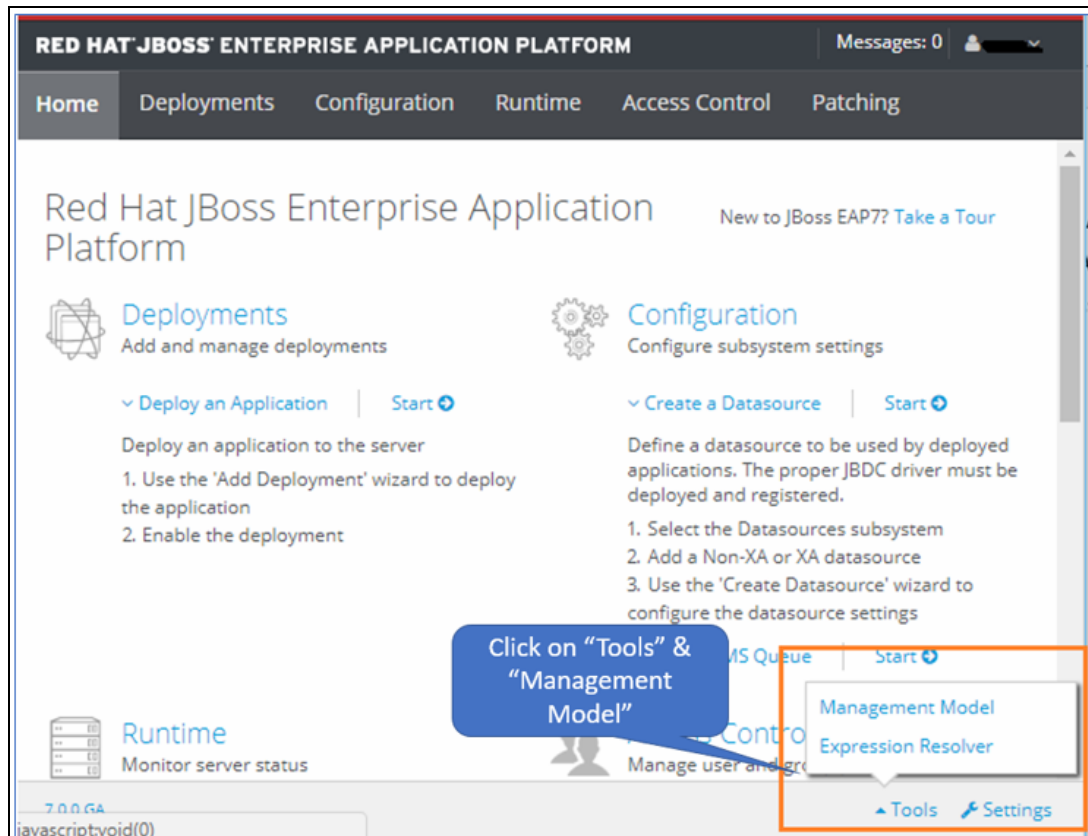 RED HAT JBOSS ENTERPRISE APPLICATION PLATFORM
Messages: 0
Home Deployments Configuration Runtime Access Control Patching
Red Hat JBoss Enterprise Application
Platform
New to JBoss EAP7? Take a Tour
Deployments
Add and manage deployments
Deploy an Application Start
Deploy an application to the server
1. Use the 'Add Deployment' wizard to deploy
the application
2. Enable the deployment
Configuration
Configure subsystem settings
Create a Datasource Start
Define a datasource to be used by deployed
applications. The proper JBDC driver must be
deployed and registered.
1. Select the Datasources subsystem
2. Add a Non-XA or XA datasource
3. Use the 'Create Datasource' wizard to
configure the datasource settings
Queue Start
Click on “Tools” &
“Management
Model”
Management Model
Expression Resolver
Runtime
Monitor server status
Manage user and
7.0.0 GA
javascript:void(0)
Tools Settings